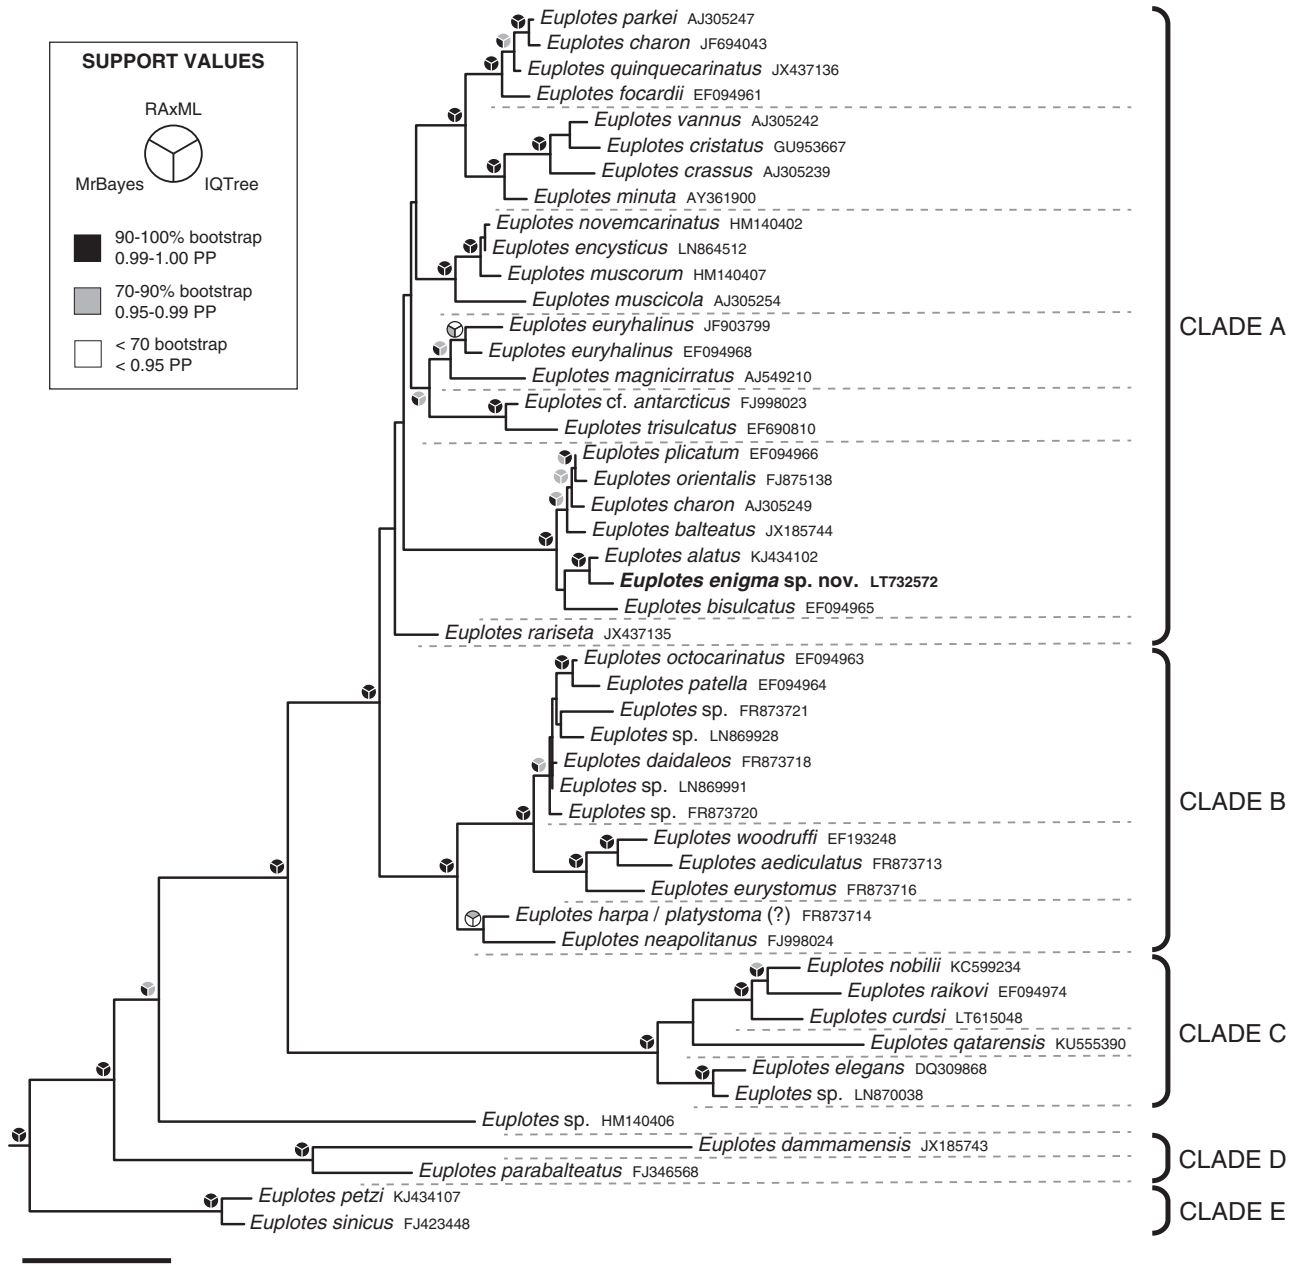 SUPPORT VALUES
RAxML
MrBayes IQTree
90-100% bootstrap
0.99-1.00 PP
70-90% bootstrap
0.95-0.99 PP
< 70 bootstrap
< 0.95 PP
Euplotes parkei AJ305247
Euplotes charon JF694043
Euplotes quinquecarinatus JX437136
Euplotes focardii EF094961
Euplotes vannus AJ305242
Euplotes cristatus GU953667
Euplotes crassus AJ305239
Euplotes minuta AY361900
Euplotes novemcarinatus HM140402
Euplotes encysticus LN864512
Euplotes muscorum HM140407
Euplotes muscicola AJ305254
Euplotes euryhalinus JF903799
Euplotes euryhalinus EF094968
Euplotes magnicirratus AJ549210
Euplotes cf. antarcticus FJ998023
Euplotes trisulcatus EF690810
Euplotes plicatum EF094966
Euplotes orientalis FJ875138
Euplotes charon AJ305249
Euplotes balteatus JX185744
Euplotes alatus KJ434102
Euplotes enigma sp. nov. LT732572
Euplotes bisulcatus EF094965
Euplotes rariseta JX437135
CLADE A
Euplotes octocarinatus EF094963
Euplotes patella EF094964
Euplotes sp. FR873721
Euplotes sp. LN869928
Euplotes daidaleos FR873718
Euplotes sp. LN869991
Euplotes sp. FR873720
Euplotes woodruffi EF193248
Euplotes aediculatus FR873713
Euplotes eurystomus FR873716
Euplotes harpa / platystoma (?) FR873714
Euplotes neapolitanus FJ998024
CLADE B
Euplotes nobilii KC599234
Euplotes raikovi EF094974
Euplotes curdsi LT615048
Euplotes qatarensis KU555390
Euplotes elegans DQ309868
Euplotes sp. LN870038
CLADE C
Euplotes sp. HM140406
Euplotes dammamensis JX185743
Euplotes parabalteatus FJ346568
CLADE D
Euplotes petzi KJ434107
Euplotes sinicus FJ423448
CLADE E